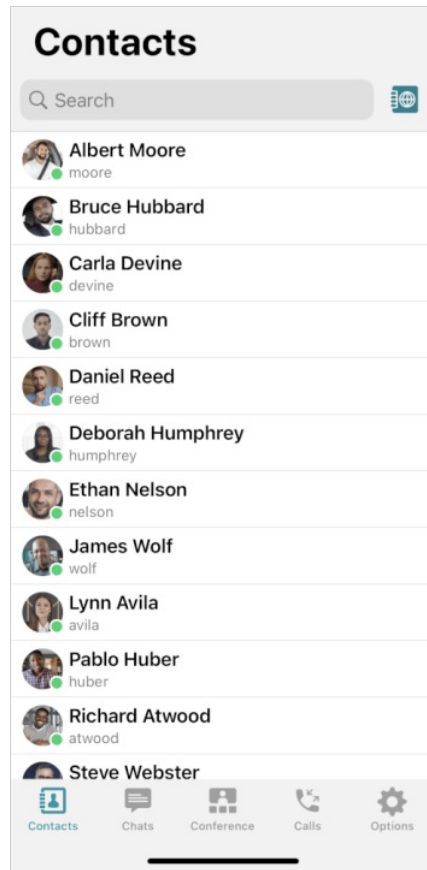 Contacts
Search
Albert Moore
moore
Bruce Hubbard
hubbard
Carla Devine
devine
Cliff Brown
brown
Daniel Reed
reed
Deborah Humphrey
humphrey
Ethan Nelson
nelson
James Wolf
wolf
Lynn Avila
avila
Pablo Huber
huber
Richard Atwood
atwood
Steve Webster
Contacts Chats Conference Calls Options